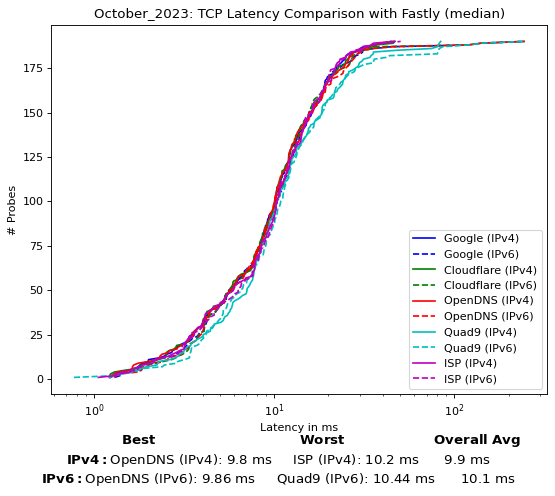 October_2023: TCP Latency Comparison with Fastly (median)
# Probes
175
150
125
100
75
50
25
0
Google (IPv4)
Google (IPv6)
Cloudflare (IPv4)
Cloudflare (IPv6)
OpenDNS (IPv4)
OpenDNS (IPv6)
Quad9 (IPv4)
Quad9 (IPv6)
ISP (IPv4)
ISP (IPv6)
10⁰ 10¹ 10²
Latency in ms
Best Worst Overall Avg
IPv4: OpenDNS (IPv4): 9.8 ms ISP (IPv4): 10.2 ms 9.9 ms
IPv6: OpenDNS (IPv6): 9.86 ms Quad9 (IPv6): 10.44 ms 10.1 ms